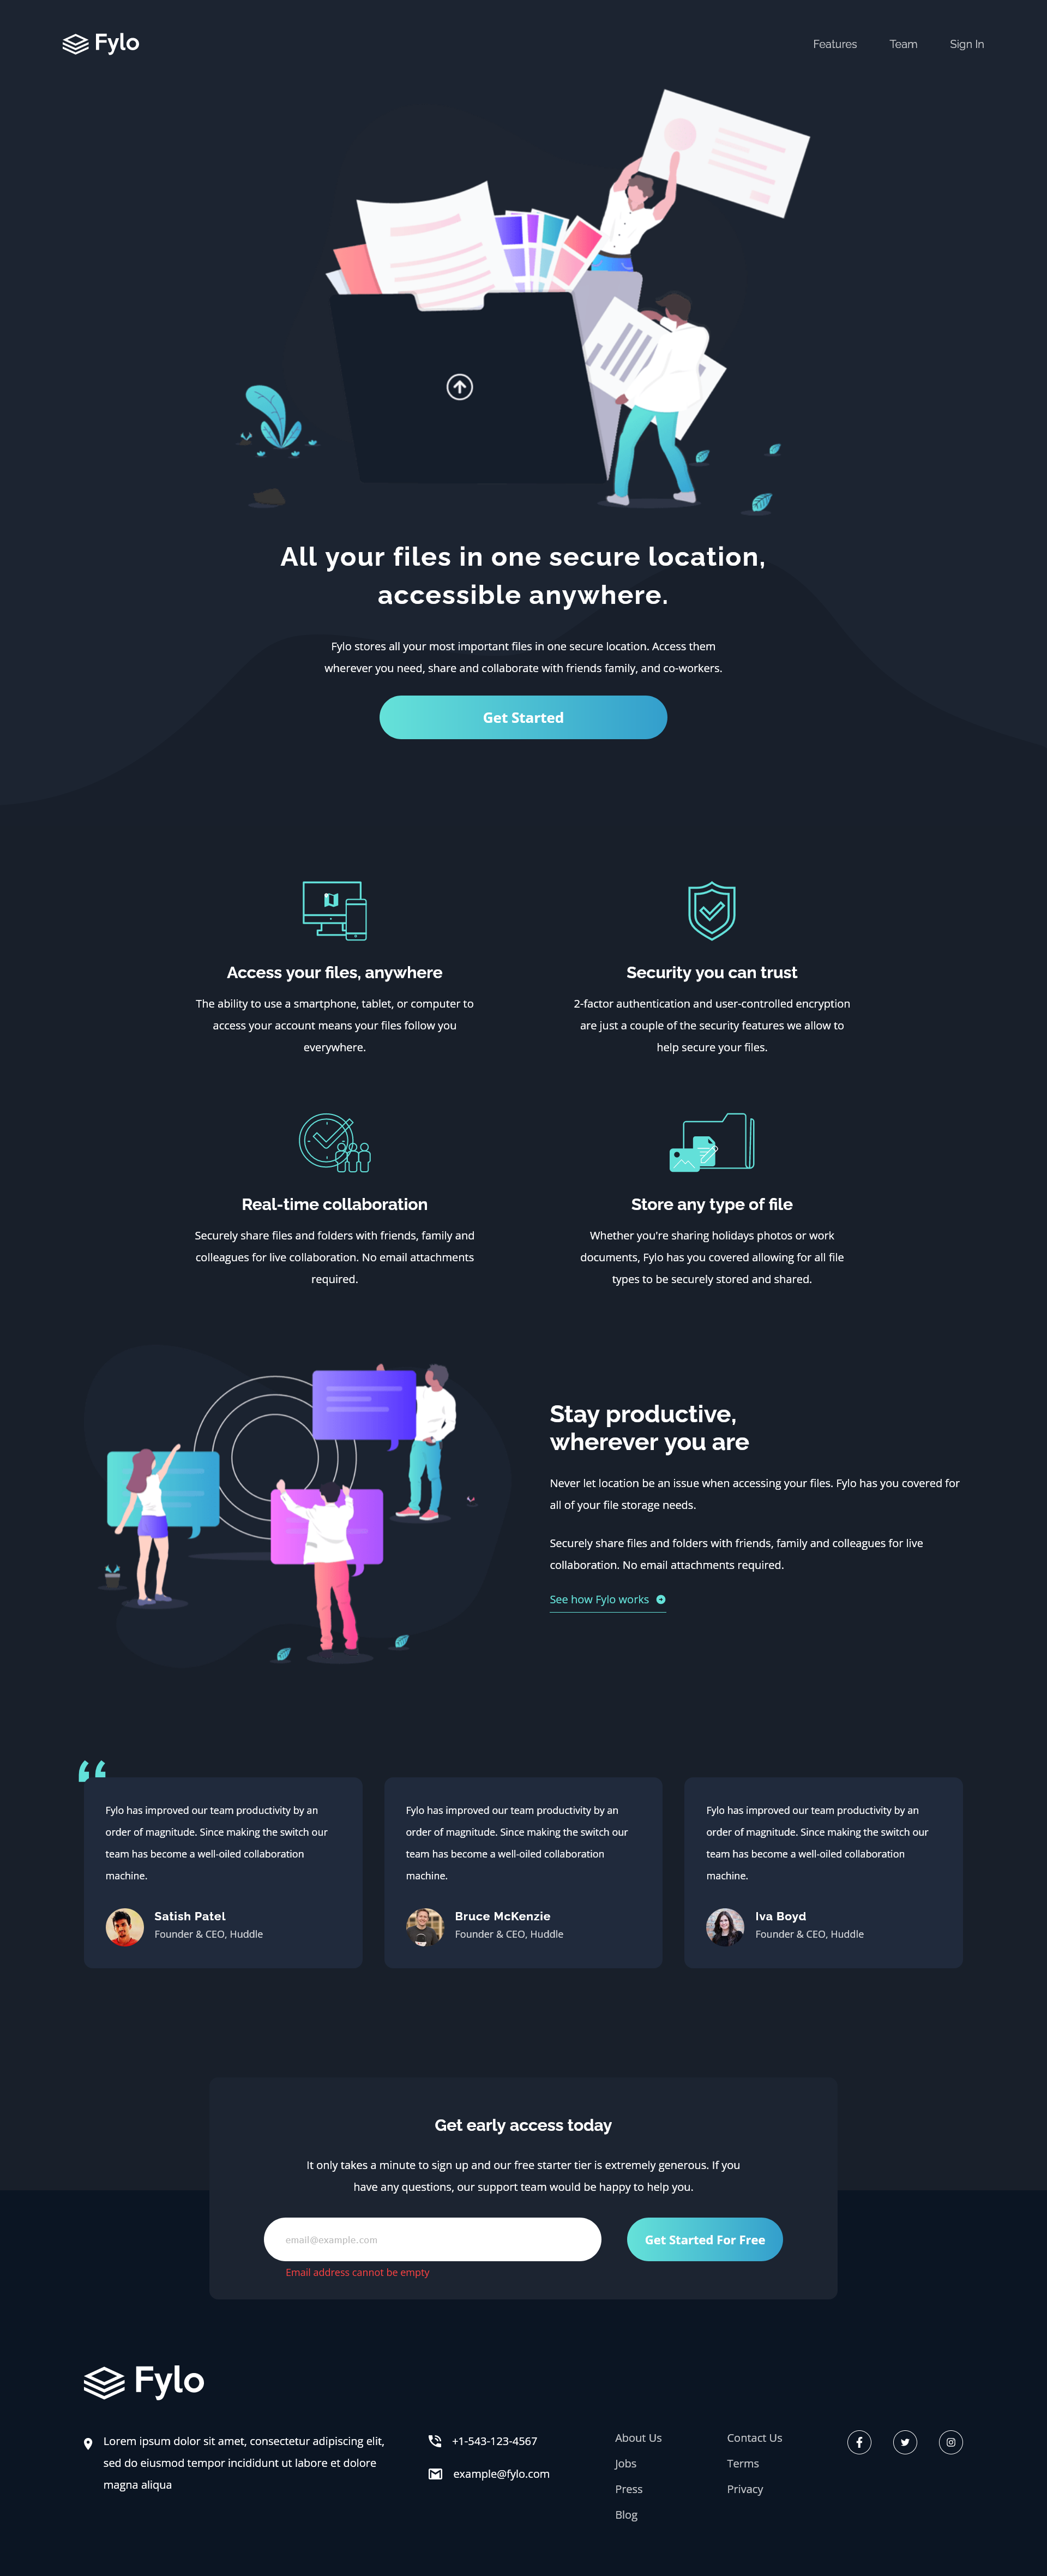 Fylo
Features
Team
Sign In
All your files in one secure location,
accessible anywhere.
Fylo stores all your most important files in one secure location. Access them
wherever you need, share and collaborate with friends family, and co-workers.
Get Started
Access your files, anywhere
The ability to use a smartphone, tablet, or computer to
access your account means your files follow you
everywhere.
Security you can trust
2-factor authentication and user-controlled encryption
are just a couple of the security features we allow to
help secure your files.
Real-time collaboration
Securely share files and folders with friends, family and
colleagues for live collaboration. No email attachments
required.
Store any type of file
Whether you're sharing holidays photos or work
documents, Fylo has you covered allowing for all file
types to be securely stored and shared.
Stay productive,
wherever you are
Never let location be an issue when accessing your files. Fylo has you covered for
all of your file storage needs.
Securely share files and folders with friends, family and colleagues for live
collaboration. No email attachments required.
See how Fylo works
Fylo has improved our team productivity by an
order of magnitude. Since making the switch our
team has become a well-oiled collaboration
machine.
Satish Patel
Founder & CEO, Huddle
Fylo has improved our team productivity by an
order of magnitude. Since making the switch our
team has become a well-oiled collaboration
machine.
Bruce McKenzie
Founder & CEO, Huddle
Fylo has improved our team productivity by an
order of magnitude. Since making the switch our
team has become a well-oiled collaboration
machine.
Iva Boyd
Founder & CEO, Huddle
Get early access today
It only takes a minute to sign up and our free starter tier is extremely generous. If you
have any questions, our support team would be happy to help you.
email@example.com
Get Started For Free
Email address cannot be empty
Fylo
Lorem ipsum dolor sit amet, consectetur adipiscing elit,
sed do eiusmod tempor incididunt ut labore et dolore
magna aliqua
+1-543-123-4567
example@fylo.com
About Us
Jobs
Press
Blog
Contact Us
Terms
Privacy